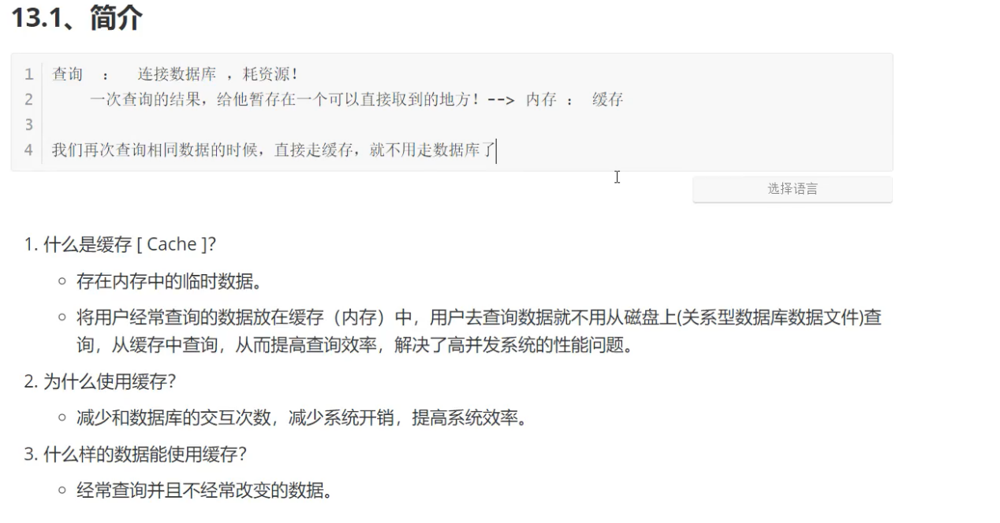 13.1、简介
1 查询 ： 连接数据库 ，耗资源！
2 一次查询的结果，给他暂存在一个可以直接取到的地方！--> 内存 ： 缓存
3
4 我们再次查询相同数据的时候，直接走缓存，就不用走数据库了
选择语言
1. 什么是缓存 [ Cache ]？
○ 存在内存中的临时数据。
○ 将用户经常查询的数据放在缓存（内存）中，用户去查询数据就不用从磁盘上(关系型数据库数据文件)查
询，从缓存中查询，从而提高查询效率，解决了高并发系统的性能问题。
2. 为什么使用缓存？
○ 减少和数据库的交互次数，减少系统开销，提高系统效率。
3. 什么样的数据能使用缓存？
○ 经常查询并且不经常改变的数据。